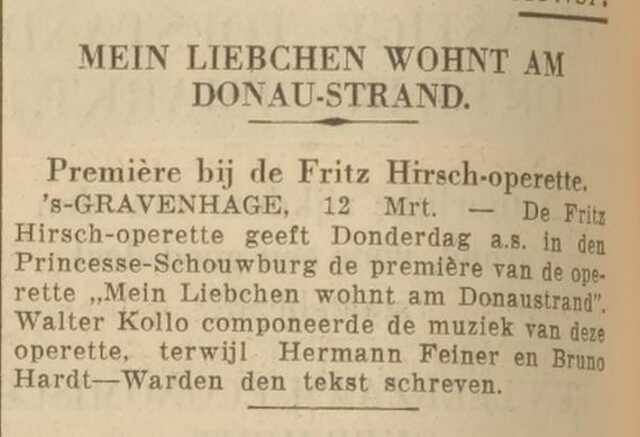 MEIN LIEBCHEN WOHNT AM
DONAU-STRAND.
Première bij de Fritz Hirsch-operette.
's-GRAVENHAGE, 12 Mrt. — De Fritz
Hirsch-operette geeft Donderdag a.s. in den
Princesse-Schouwburg de première van de ope-
rette „Mein Liebchen wohnt am Donaustrand".
Walter Kollo componeerde de muziek van deze
operette, terwijl Hermann Feiner en Bruno
Hardt—Warden den tekst schreven.